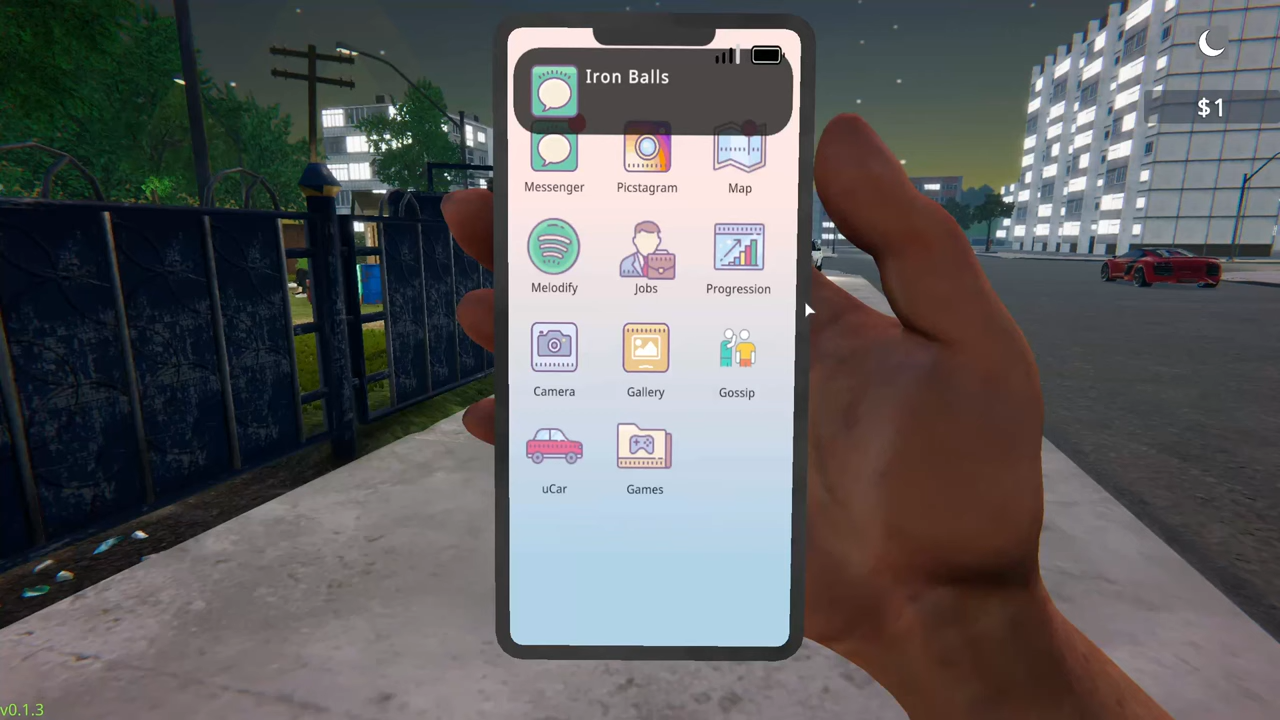 Iron Balls
$1
Messenger
Picstagram
Map
Melodify
Jobs
Progression
Camera
Gallery
Gossip
uCar
Games
v0.1.3